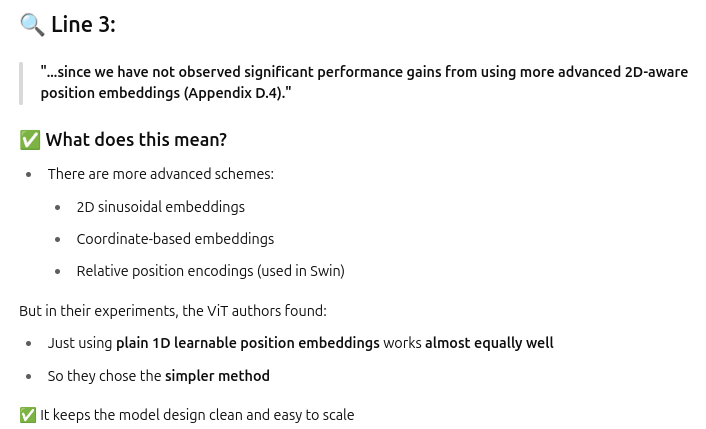 🔍 Line 3:
"...since we have not observed significant performance gains from using more advanced 2D-aware
position embeddings (Appendix D.4)."
✅ What does this mean?
• There are more advanced schemes:
• 2D sinusoidal embeddings
• Coordinate-based embeddings
• Relative position encodings (used in Swin)
But in their experiments, the ViT authors found:
• Just using plain 1D learnable position embeddings works almost equally well
• So they chose the simpler method
✅ It keeps the model design clean and easy to scale